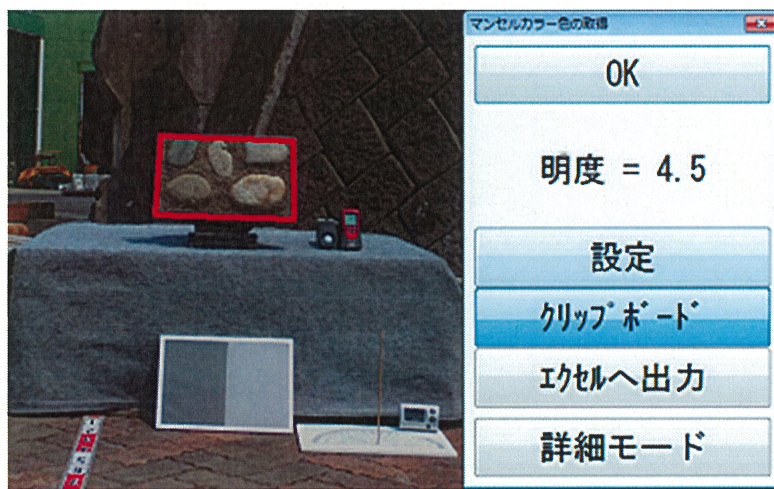 マンセルカラー色の取得
OK
明度 = 4.5
設定
ｸﾘｯﾌﾟﾎﾞｰﾄﾞ
ｴｸｾﾙへ出力
詳細モード